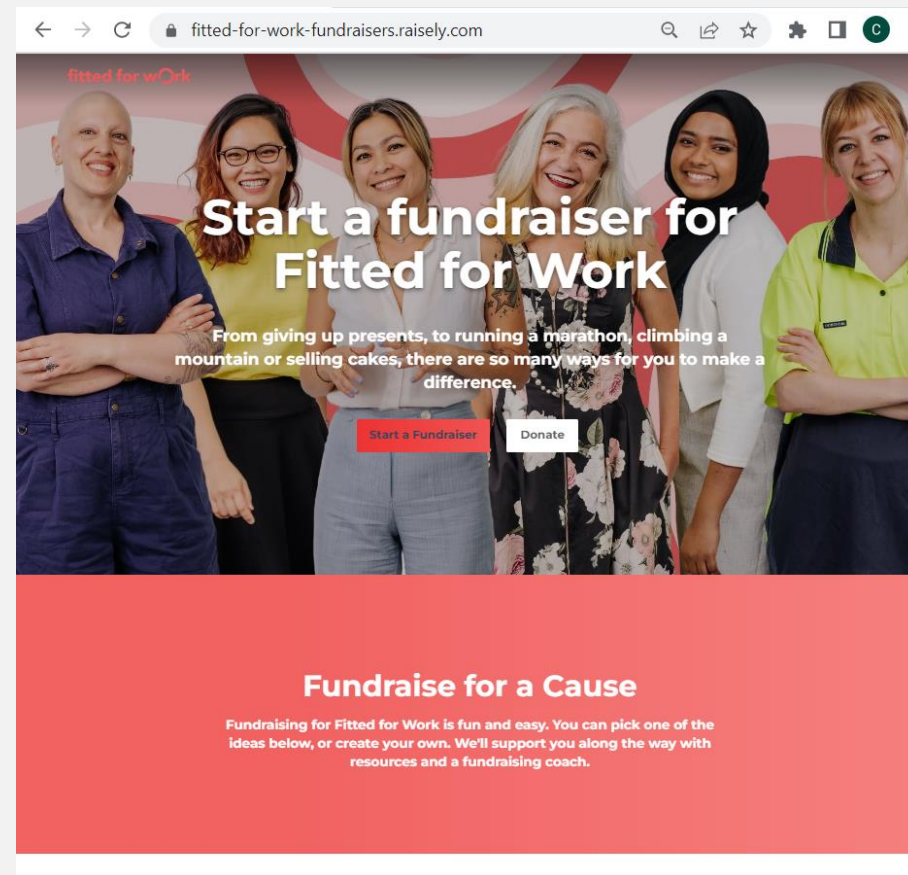 fitted-for-work-fundraisers.raisely.com
C
fitted for wOrk
Start a fundraiser for
Fitted for Work
From giving up presents, to running a marathon, climbing a
mountain or selling cakes, there are so many ways for you to make a
difference.
Start a Fundraiser
Donate
Fundraise for a Cause
Fundraising for Fitted for Work is fun and easy. You can pick one of the
ideas below, or create your own. We'll support you along the way with
resources and a fundraising coach.